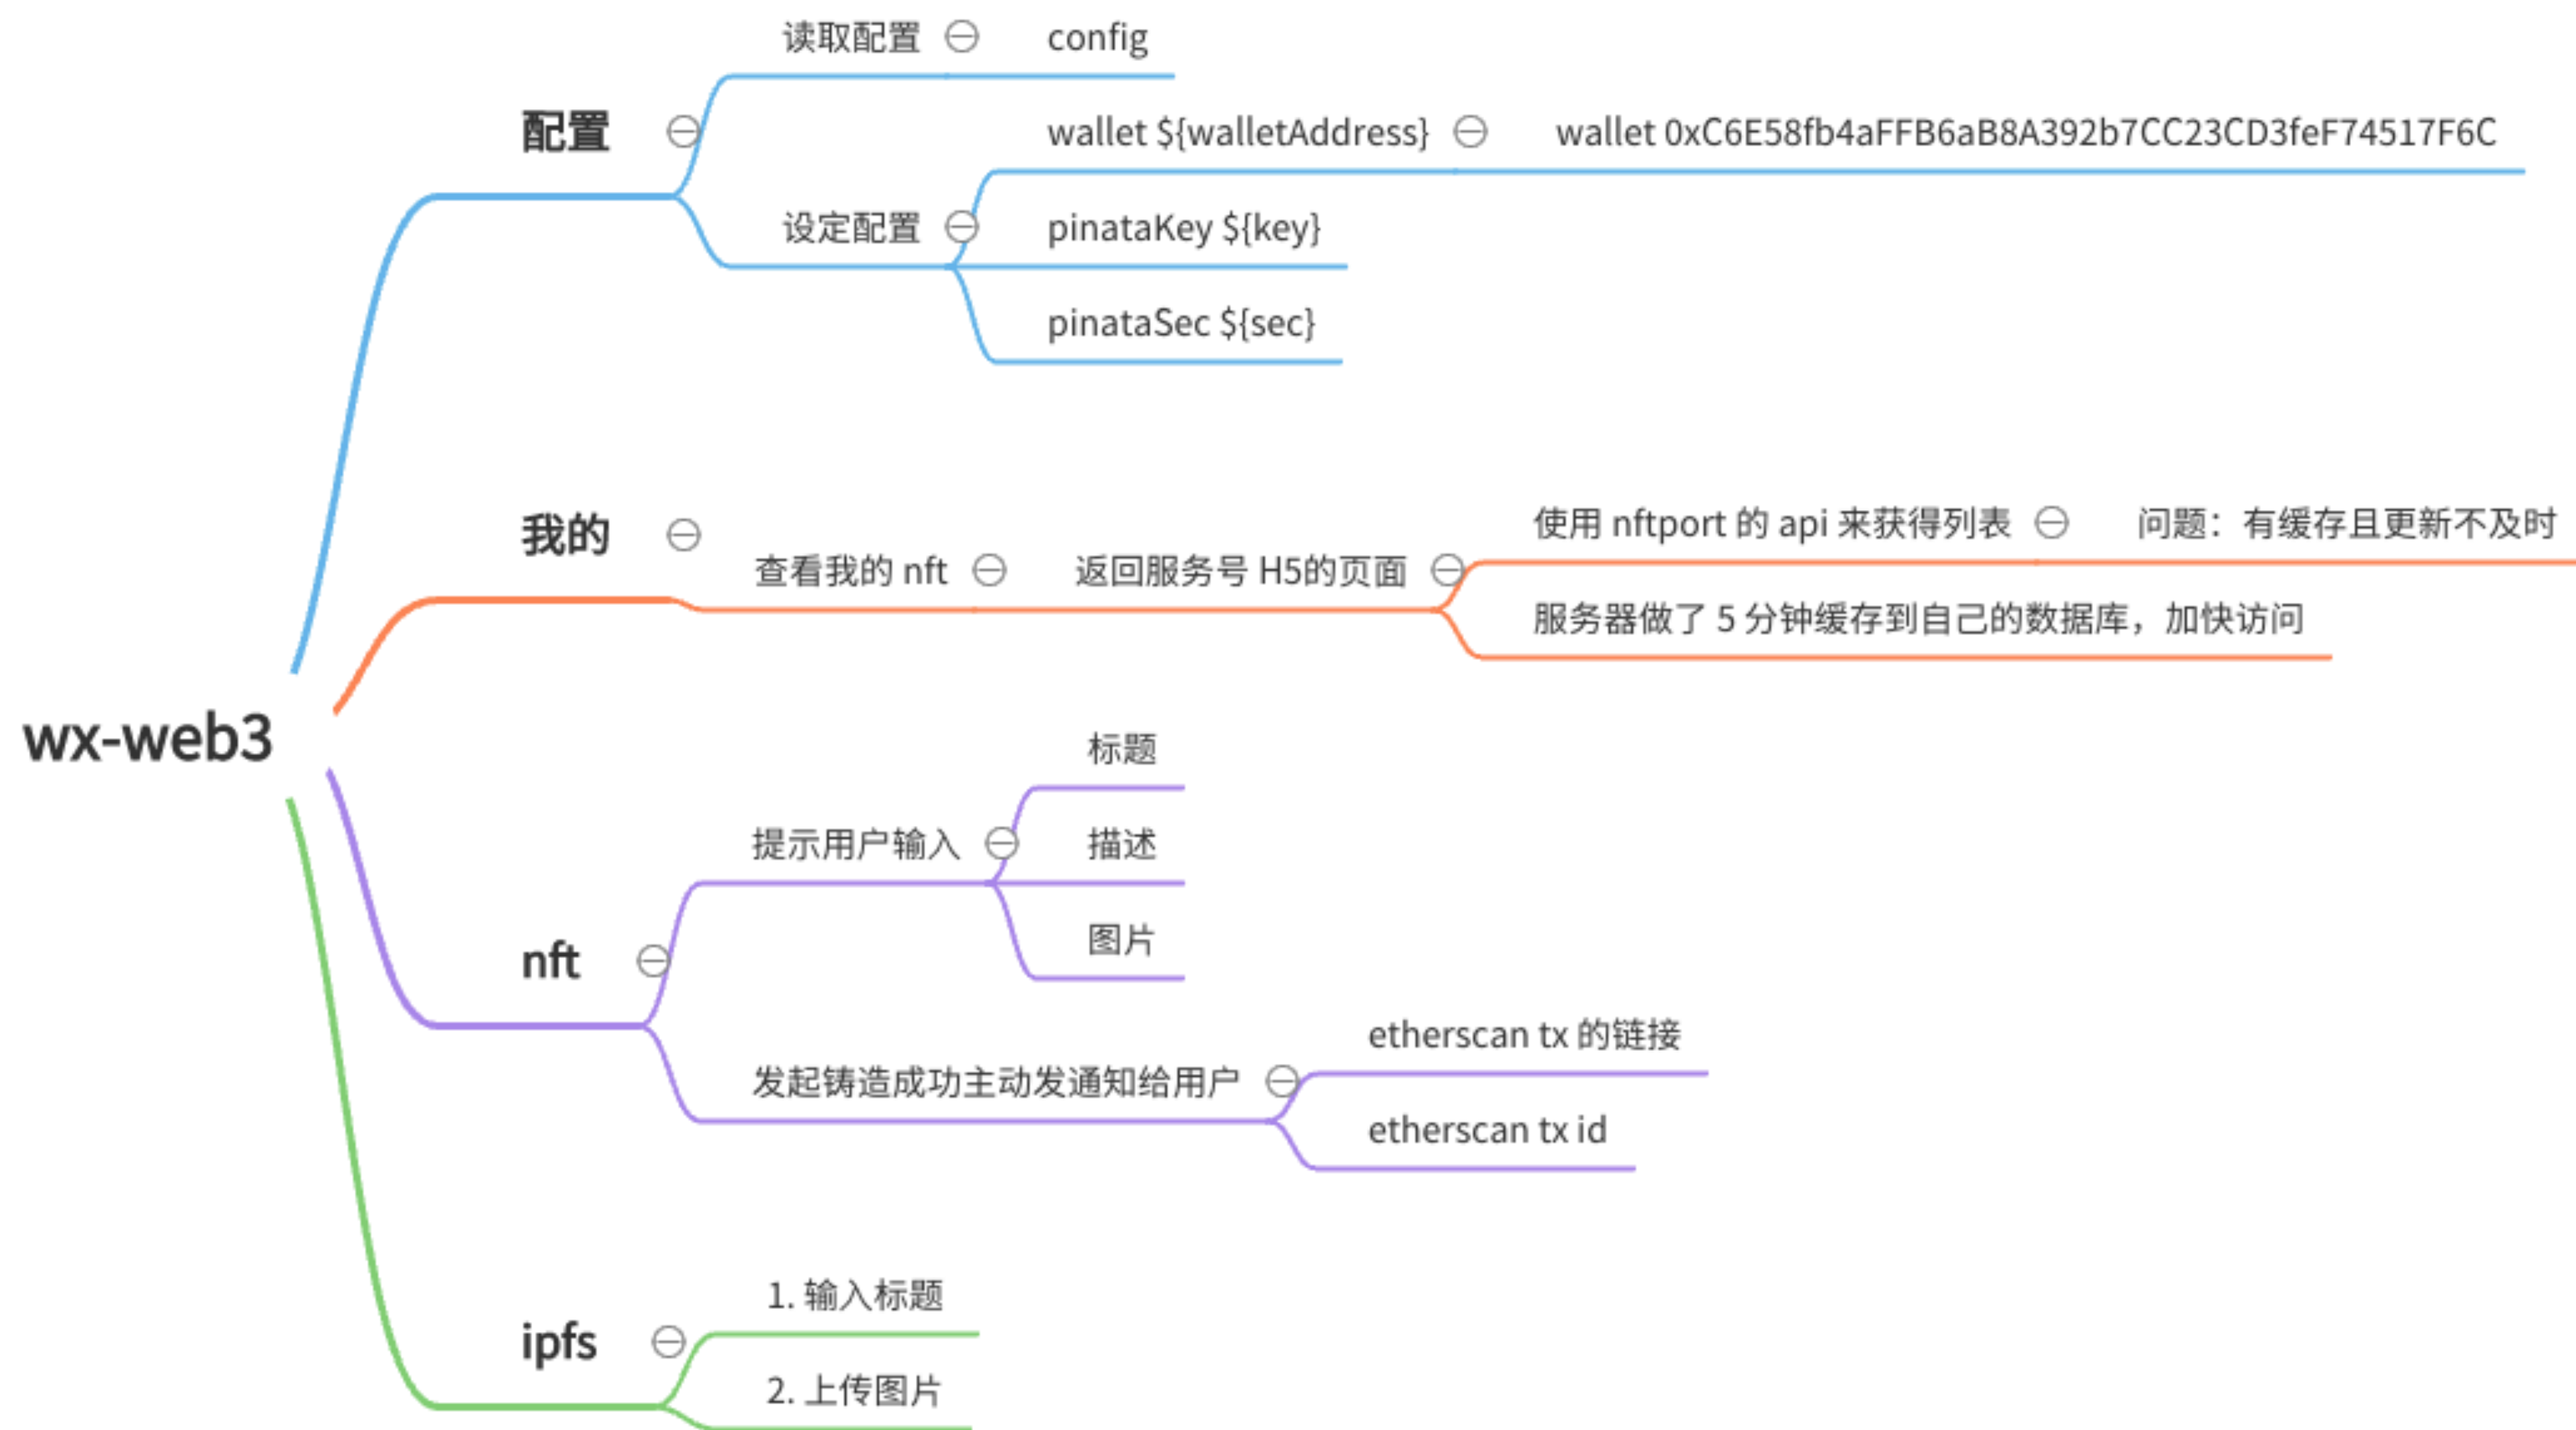 wx-web3
配置
读取配置
config
设定配置
wallet ${walletAddress}
wallet 0xC6E58fb4aFFB6aB8A392b7CC23CD3feF74517F6C
pinataKey ${key}
pinataSec ${sec}
我的
查看我的 nft
返回服务号 H5的页面
使用 nftport 的 api 来获得列表
问题：有缓存且更新不及时
服务器做了 5 分钟缓存到自己的数据库，加快访问
nft
提示用户输入
标题
描述
图片
发起铸造成功主动发通知给用户
etherscan tx 的链接
etherscan tx id
ipfs
1. 输入标题
2. 上传图片